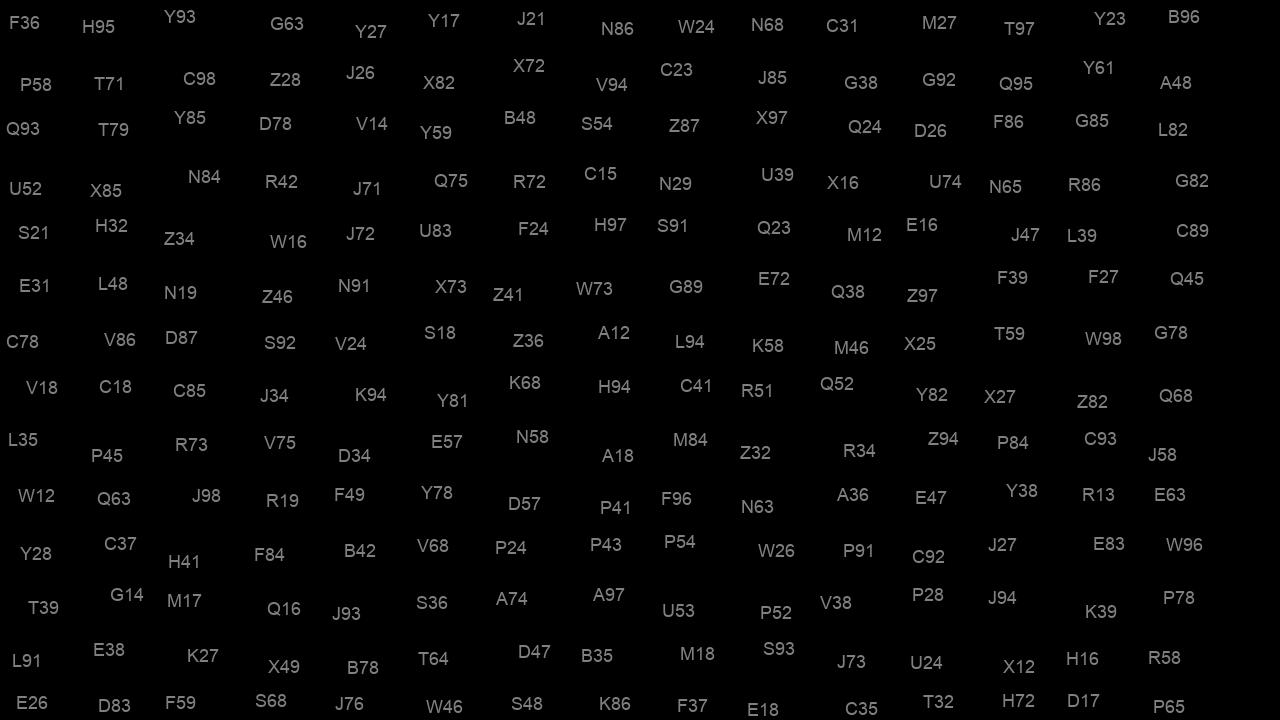 F36 H95 Y93 G63 Y27 Y17 J21 N86 W24 N68 C31 M27 T97 Y23 B96
P58 T71 C98 Z28 J26 X82 X72 V94 C23 J85 G38 G92 Q95 Y61 A48
Q93 T79 Y85 D78 V14 Y59 B48 S54 Z87 X97 Q24 D26 F86 G85 L82
U52 X85 N84 R42 J71 Q75 R72 C15 N29 U39 X16 U74 N65 R86 G82
S21 H32 Z34 W16 J72 U83 F24 H97 S91 Q23 M12 E16 J47 L39 C89
E31 L48 N19 Z46 N91 X73 Z41 W73 G89 E72 Q38 Z97 F39 F27 Q45
C78 V86 D87 S92 V24 S18 Z36 A12 L94 K58 M46 X25 T59 W98 G78
V18 C18 C85 J34 K94 Y81 K68 H94 C41 R51 Q52 Y82 X27 Z82 Q68
L35 P45 R73 V75 D34 E57 N58 A18 M84 Z32 R34 Z94 P84 C93 J58
W12 Q63 J98 R19 F49 Y78 D57 P41 F96 N63 A36 E47 Y38 R13 E63
Y28 C37 H41 F84 B42 V68 P24 P43 P54 W26 P91 C92 J27 E83 W96
T39 G14 M17 Q16 J93 S36 A74 A97 U53 P52 V38 P28 J94 K39 P78
L91 E38 K27 X49 B78 T64 D47 B35 M18 S93 J73 U24 X12 H16 R58
E26 D83 F59 S68 J76 W46 S48 K86 F37 E18 C35 T32 H72 D17 P65